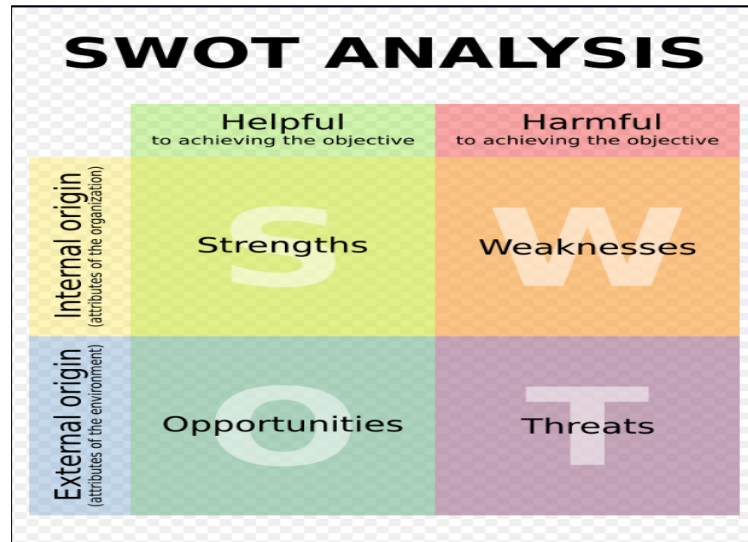 SWOT ANALYSIS
Helpful
to achieving the objective
Harmful
to achieving the objective
Internal origin
(attributes of the organization)
S
Strengths
W
Weaknesses
External origin
(attributes of the environment)
O
Opportunities
T
Threats